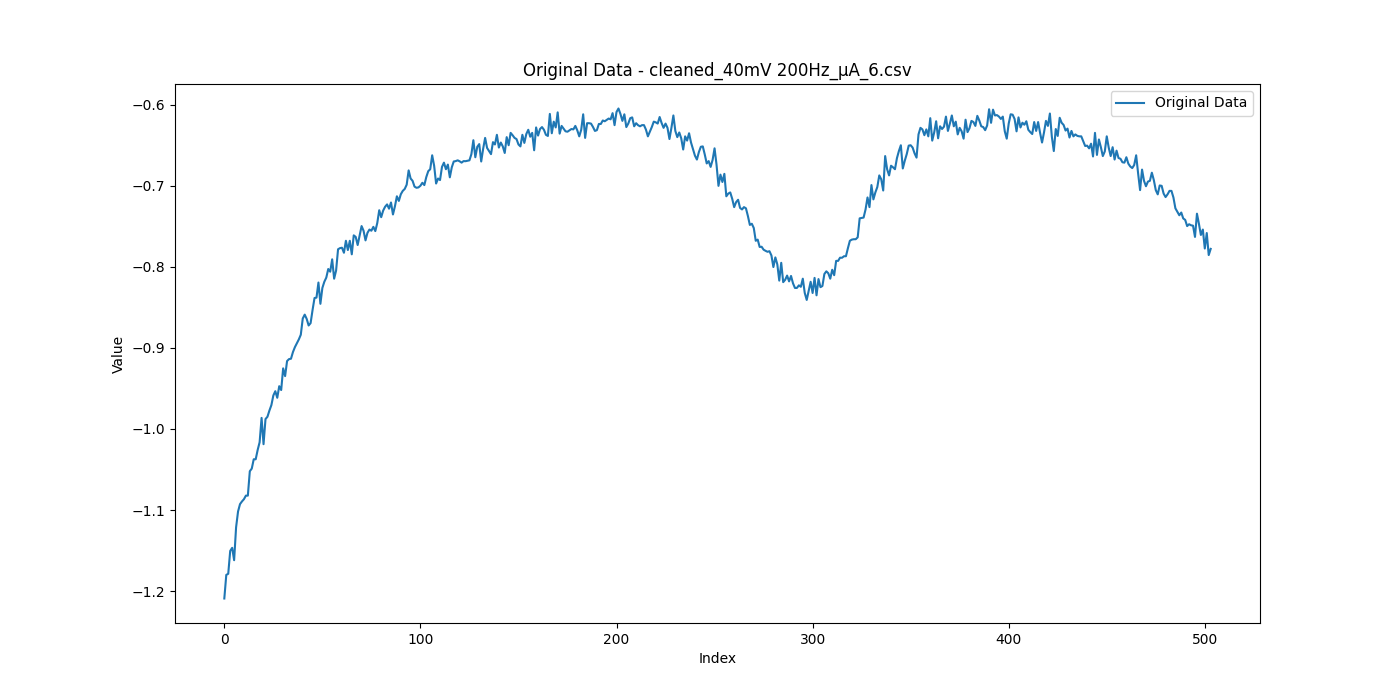 Original Data - cleaned_40mV 200Hz_µA_6.csv
Original Data
Value
−0.6
−0.7
−0.8
−0.9
−1.0
−1.1
−1.2
0 100 200 300 400 500
Index